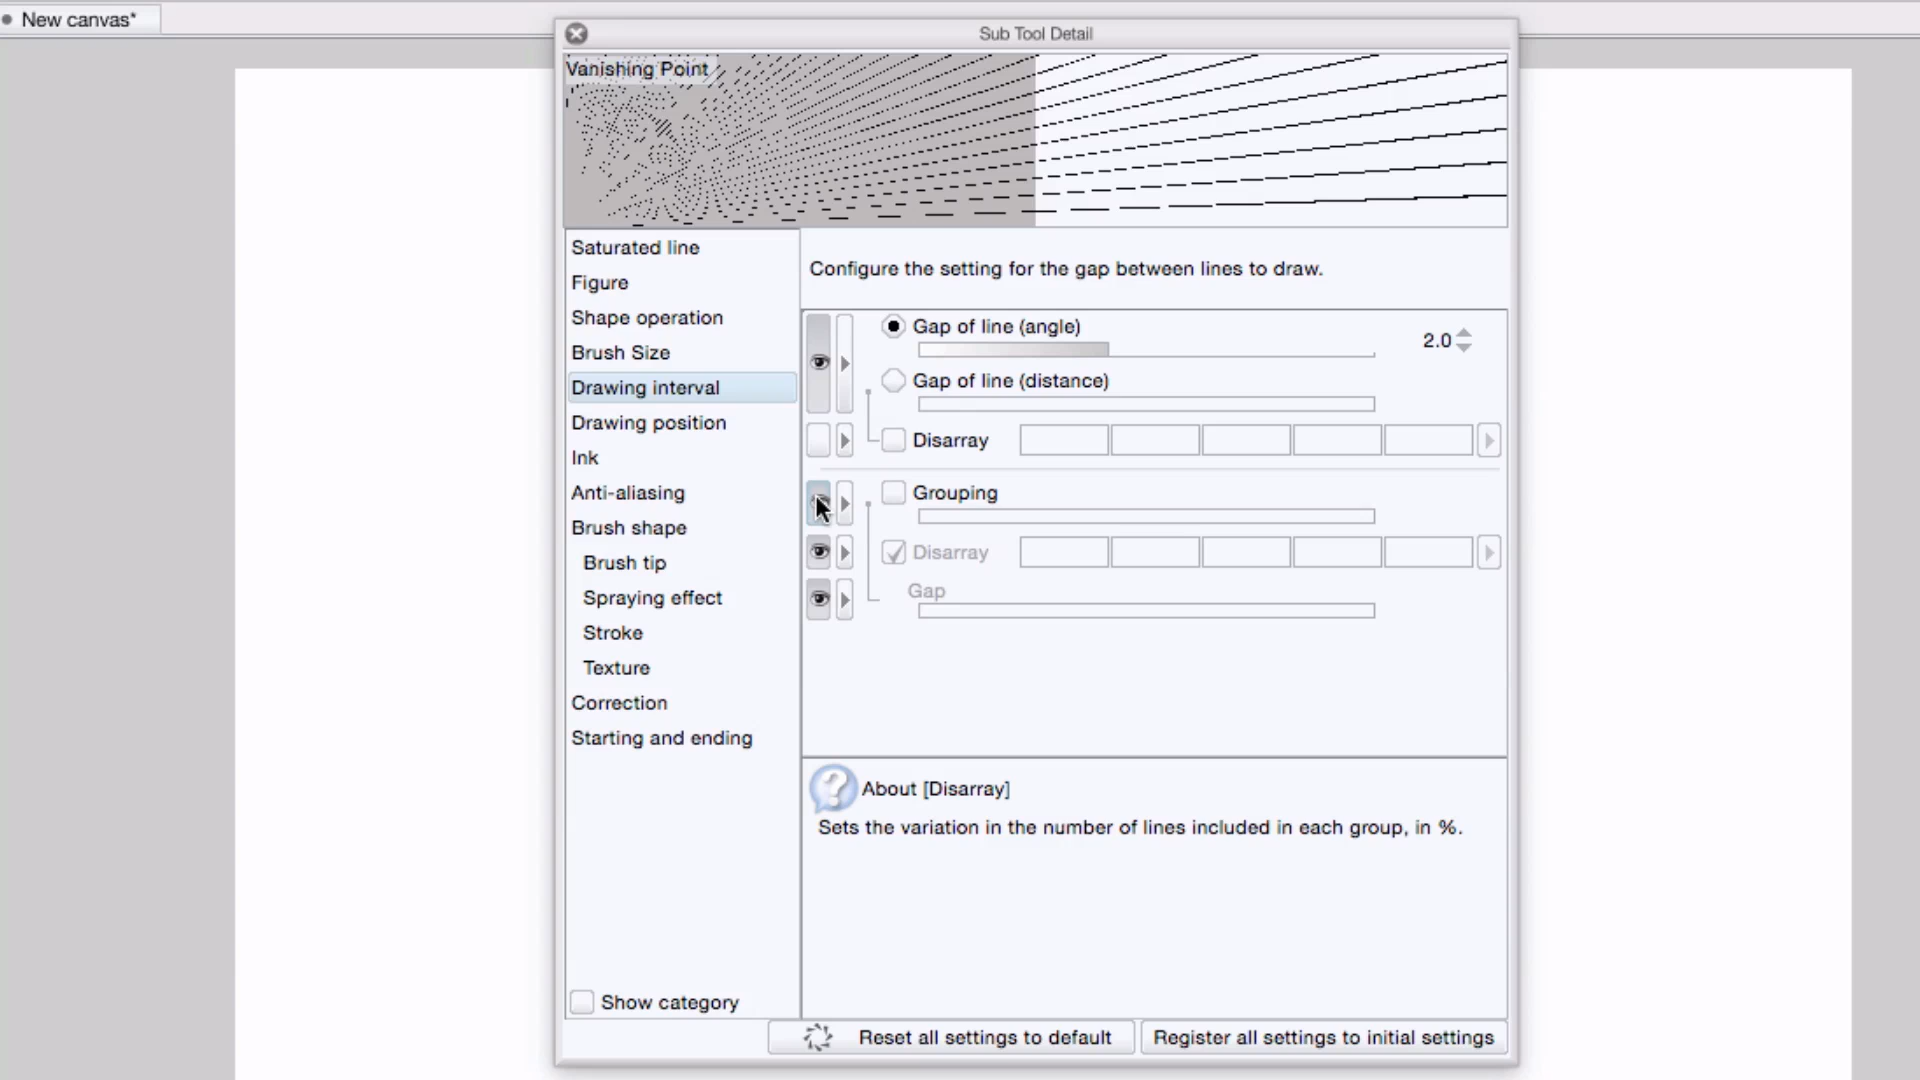 New canvas*
Sub Tool Detail
Vanishing Point
Saturated line
Figure
Shape operation
Brush Size
Drawing interval
Drawing position
Ink
Anti-aliasing
Brush shape
Brush tip
Spraying effect
Stroke
Texture
Correction
Starting and ending
Show category
Configure the setting for the gap between lines to draw.
Gap of line (angle)
2.0
Gap of line (distance)
Disarray
Grouping
Disarray
Gap
About [Disarray]
Sets the variation in the number of lines included in each group, in %.
Reset all settings to default
Register all settings to initial settings